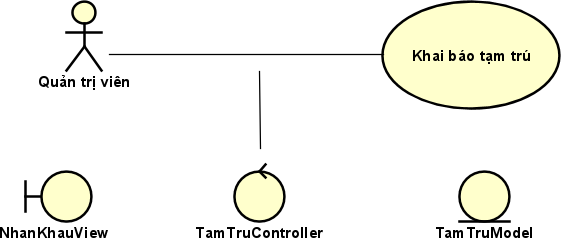 Khai báo tạm trú
Quản trị viên
NhanKhauView
TamTruController
TamTruModel